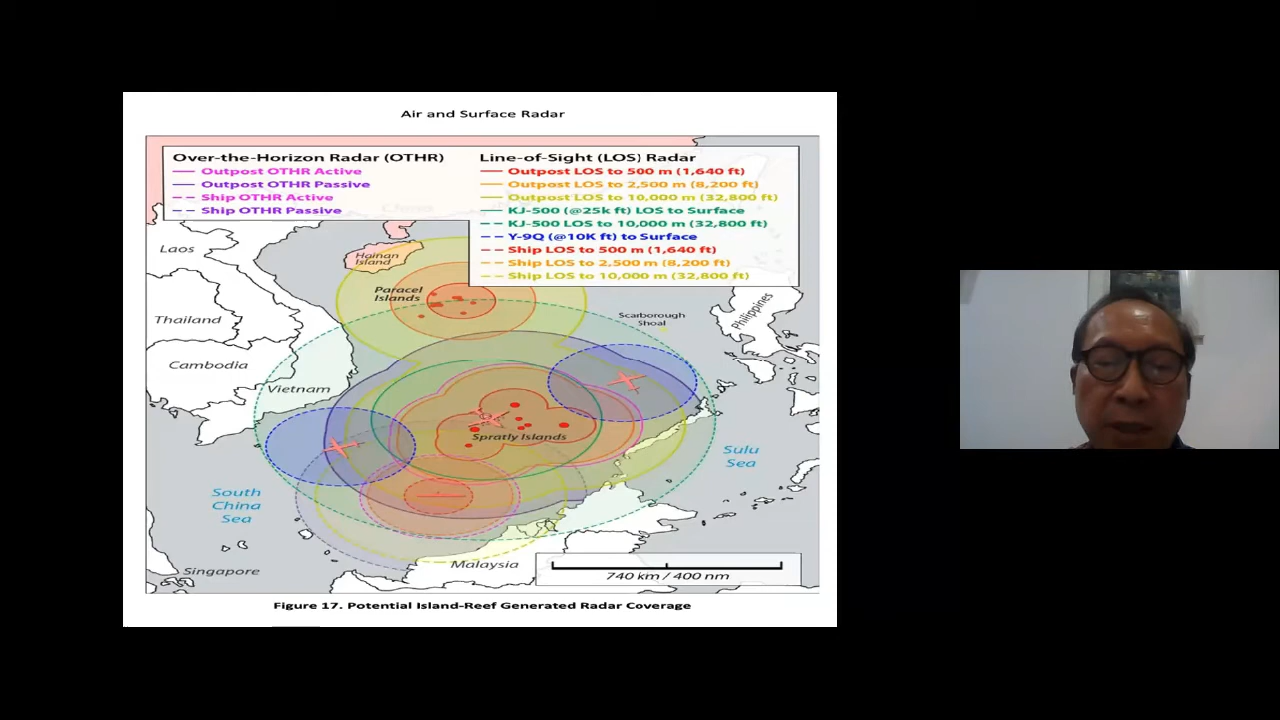 Air and Surface Radar
Over-the-Horizon Radar (OTHR)
Outpost OTHR Active
Outpost OTHR Passive
Ship OTHR Active
Ship OTHR Passive
Line-of-Sight (LOS) Radar
Outpost LOS to 500 m (1,640 ft)
Outpost LOS to 2,500 m (8,200 ft)
Outpost LOS to 10,000 m (32,800 ft)
KJ-500 (@25k ft) LOS to Surface
KJ-500 LOS to 10,000 m (32,800 ft)
Y-9Q (@10K ft) to Surface
Ship LOS to 500 m (1,640 ft)
Ship LOS to 2,500 m (8,200 ft)
Ship LOS to 10,000 m (32,800 ft)
Laos
Hainan
Island
Paracel
Islands
Thailand
Scarborough
Shoal
Philippines
Cambodia
Vietnam
Spratly Islands
Sulu
Sea
South
China
Sea
Singapore
Malaysia
740 km / 400 nm
Figure 17. Potential Island-Reef Generated Radar Coverage